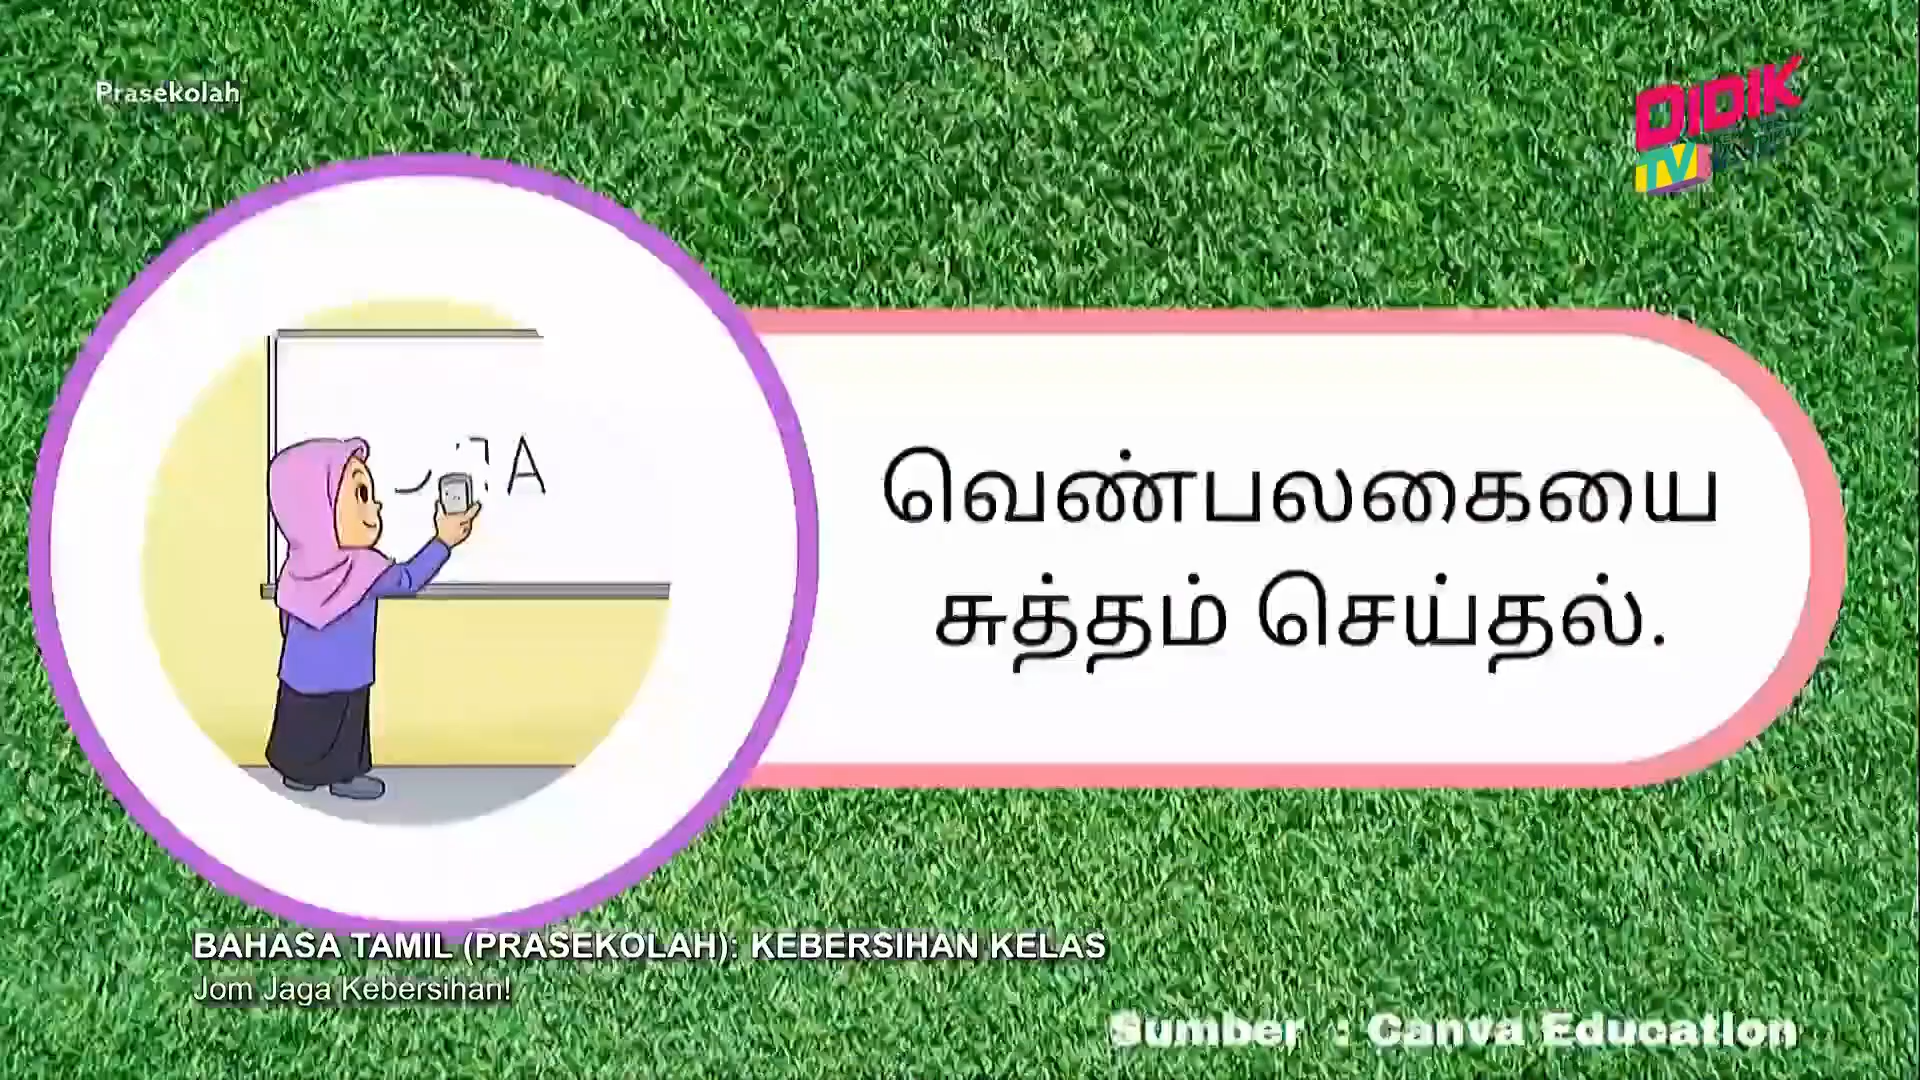 Prasekolah
DIDIK
TV
A
வெண்பலகையை
சுத்தம் செய்தல்.
BAHASA TAMIL (PRASEKOLAH): KEBERSIHAN KELAS
Jom Jaga Kebersihan!
Sumber : Canva Education